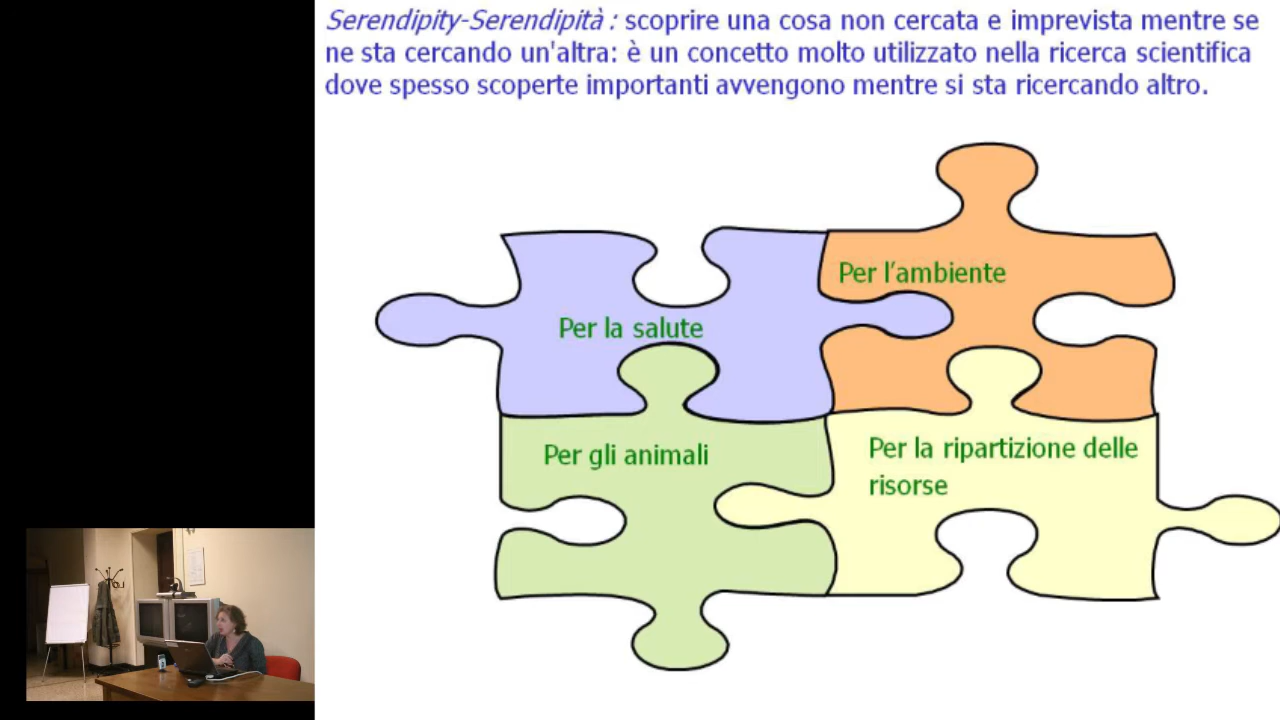 Serendipity-Serendipità : scoprire una cosa non cercata e imprevista mentre se
ne sta cercando un'altra: è un concetto molto utilizzato nella ricerca scientifica
dove spesso scoperte importanti avvengono mentre si sta ricercando altro.
Per l’ambiente
Per la salute
Per gli animali
Per la ripartizione delle
risorse